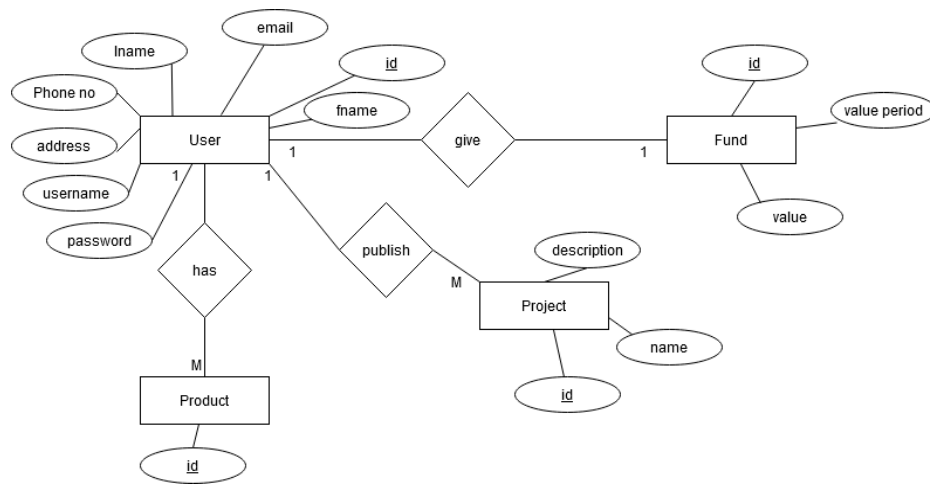 email
lname
id
id
Phone no
fname
value period
User
give
Fund
address
1
1
1
1
username
value
password
publish
description
has
M
Project
name
M
id
Product
id